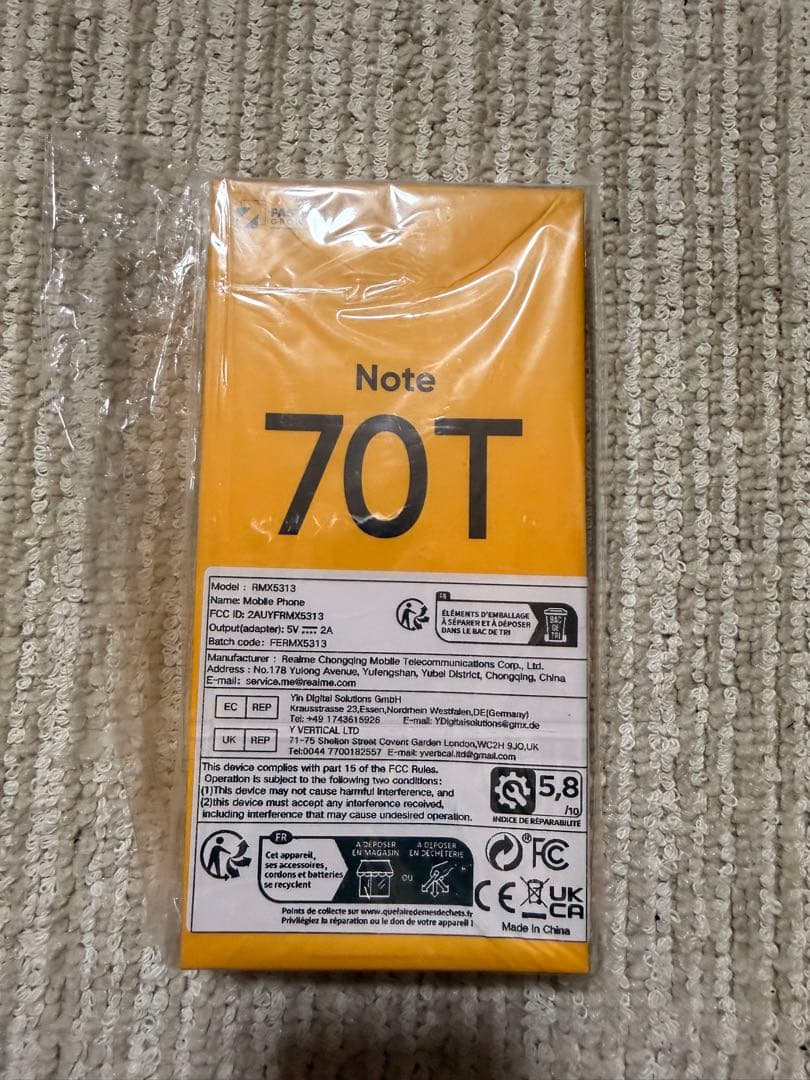 Note
70T
Model : RMX5313
Name: Mobile Phone
FCC ID: 2AUYFRMX5313
Output(adapter): 5V ⎓ 2A
Batch code: FERMX5313
FR
ÉLÉMENTS D'EMBALLAGE
À SÉPARER ET À DÉPOSER
DANS LE BAC DE TRI
BAC
DE
TRI
Manufacturer : Realme Chongqing Mobile Telecommunications Corp., Ltd.
Address : No.178 Yulong Avenue, Yufengshan, Yubei District, Chongqing, China
E-mail: service.me@realme.com
EC REP
Yin Digital Solutions GmbH
Krausstrasse 23,Essen,Nordrhein Westfalen,DE(Germany)
Tel: +49 1743615926 E-mail: YDigitalsolutions@gmx.de
UK REP
Y VERTICAL LTD
71-75 Shelton Street Covent Garden London,WC2H 9JQ,UK
Tel:0044 7700182557 E-mail: yvertical.ltd@gmail.com
This device complies with part 15 of the FCC Rules.
Operation is subject to the following two conditions:
(1)This device may not cause harmful interference, and
(2)this device must accept any interference received,
including interference that may cause undesired operation.
5,8
/10
INDICE DE RÉPARABILITÉ
FR
Cet appareil,
ses accessoires,
cordons et batteries
se recyclent
À DÉPOSER
EN MAGASIN
OU
À DÉPOSER
EN DÉCHÈTERIE
Points de collecte sur www.quefairedemesdechets.fr
Privilégiez la réparation ou le don de votre appareil !
® FC
CE UK
CA
Made in China